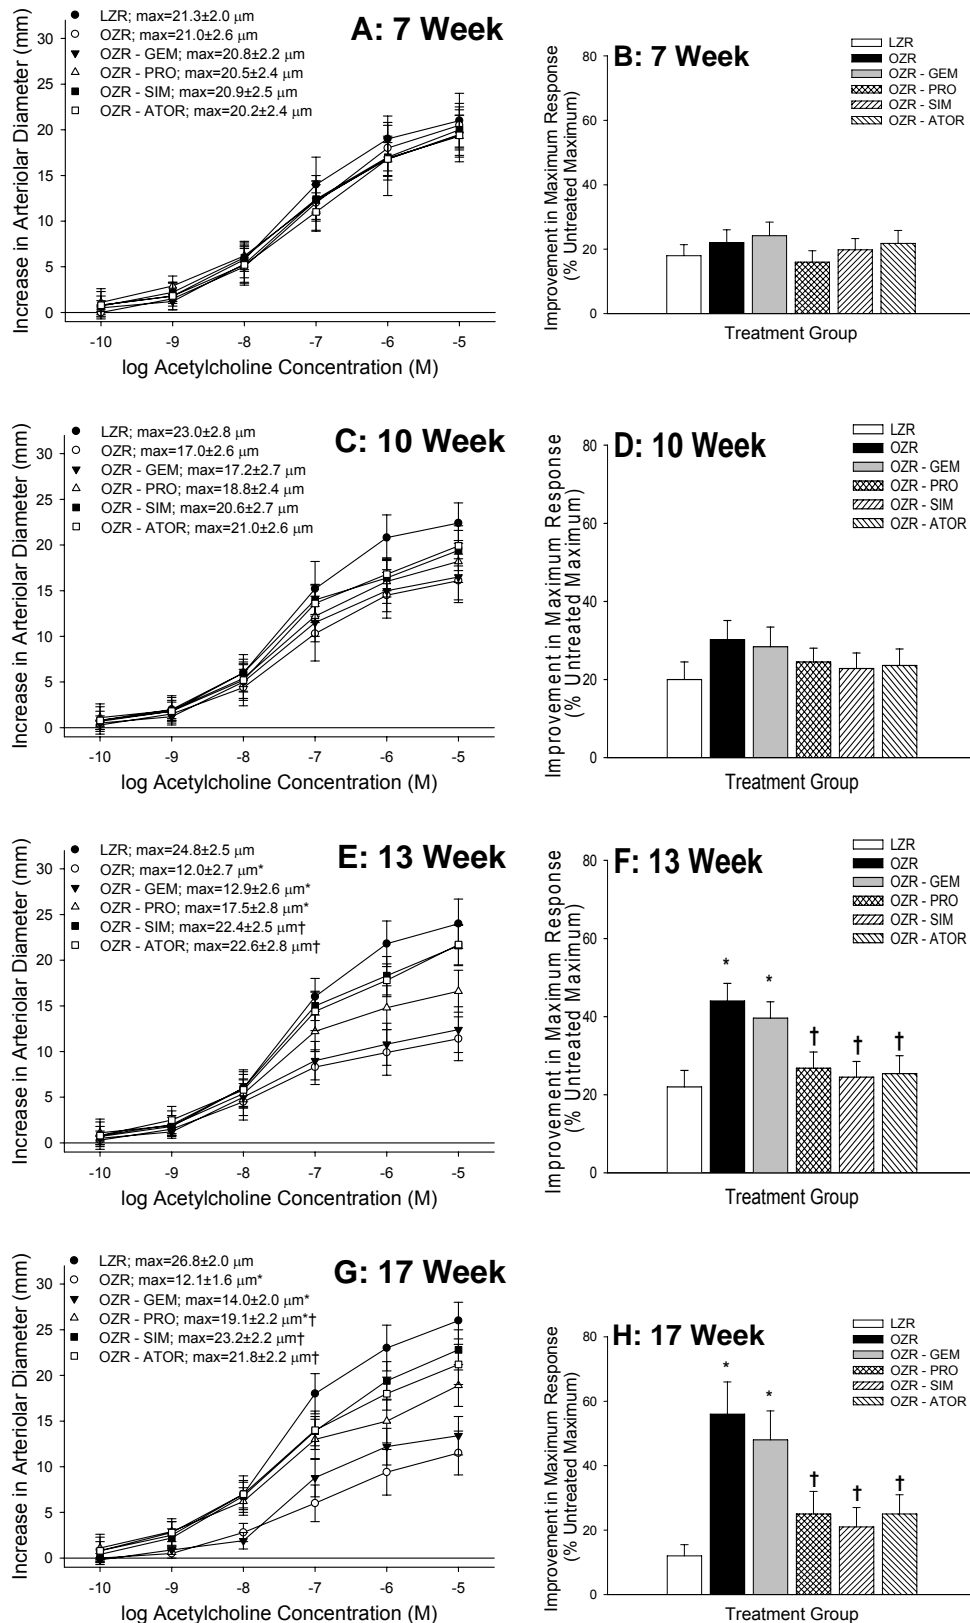 A: 7 Week
Increase in Arteriolar Diameter (mm)
LZR; max=21.3±2.0 μm
OZR; max=21.0±2.6 μm
OZR - GEM; max=20.8±2.2 μm
OZR - PRO; max=20.5±2.4 μm
OZR - SIM; max=20.9±2.5 μm
OZR - ATOR; max=20.2±2.4 μm
30
25
20
15
10
5
0
-10 -9 -8 -7 -6 -5
log Acetylcholine Concentration (M)
B: 7 Week
Improvement in Maximum Response
(% Untreated Maximum)
LZR
OZR
OZR - GEM
OZR - PRO
OZR - SIM
OZR - ATOR
80
60
40
20
0
Treatment Group
C: 10 Week
Increase in Arteriolar Diameter (mm)
LZR; max=23.0±2.8 μm
OZR; max=17.0±2.6 μm
OZR - GEM; max=17.2±2.7 μm
OZR - PRO; max=18.8±2.4 μm
OZR - SIM; max=20.6±2.7 μm
OZR - ATOR; max=21.0±2.6 μm
30
25
20
15
10
5
0
-10 -9 -8 -7 -6 -5
log Acetylcholine Concentration (M)
D: 10 Week
Improvement in Maximum Response
(% Untreated Maximum)
LZR
OZR
OZR - GEM
OZR - PRO
OZR - SIM
OZR - ATOR
80
60
40
20
0
Treatment Group
E: 13 Week
Increase in Arteriolar Diameter (mm)
LZR; max=24.8±2.5 μm
OZR; max=12.0±2.7 μm*
OZR - GEM; max=12.9±2.6 μm*
OZR - PRO; max=17.5±2.8 μm*
OZR - SIM; max=22.4±2.5 μm†
OZR - ATOR; max=22.6±2.8 μm†
30
25
20
15
10
5
0
-10 -9 -8 -7 -6 -5
log Acetylcholine Concentration (M)
F: 13 Week
Improvement in Maximum Response
(% Untreated Maximum)
LZR
OZR
OZR - GEM
OZR - PRO
OZR - SIM
OZR - ATOR
80
60
40
20
0
* * † † †
Treatment Group
G: 17 Week
Increase in Arteriolar Diameter (mm)
LZR; max=26.8±2.0 μm
OZR; max=12.1±1.6 μm*
OZR - GEM; max=14.0±2.0 μm*
OZR - PRO; max=19.1±2.2 μm*†
OZR - SIM; max=23.2±2.2 μm†
OZR - ATOR; max=21.8±2.2 μm†
30
25
20
15
10
5
0
-10 -9 -8 -7 -6 -5
log Acetylcholine Concentration (M)
H: 17 Week
Improvement in Maximum Response
(% Untreated Maximum)
LZR
OZR
OZR - GEM
OZR - PRO
OZR - SIM
OZR - ATOR
80
60
40
20
0
* * † † †
Treatment Group